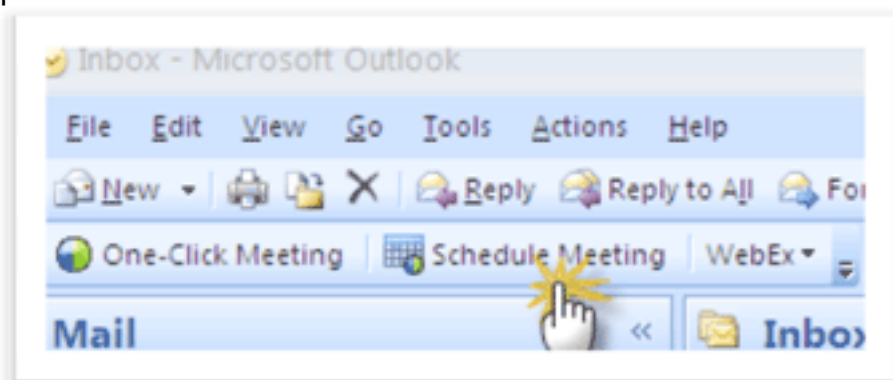 Inbox - Microsoft Outlook
File Edit View Go Tools Actions Help
New Reply Reply to All For
One-Click Meeting Schedule Meeting WebEx
Mail « Inbox